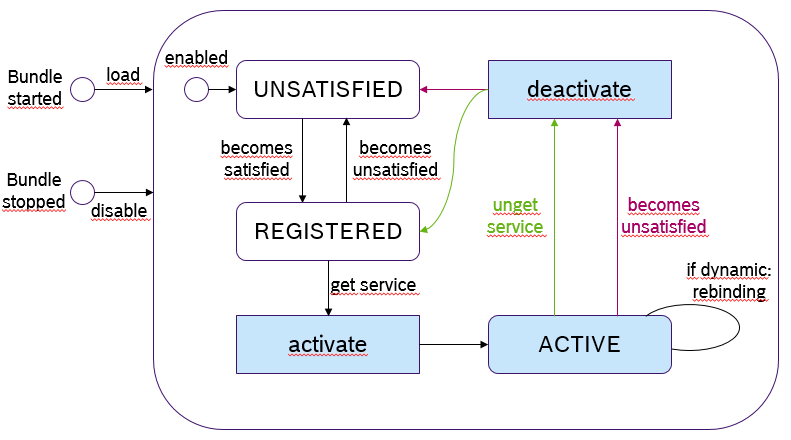 enabled
Bundle
started
load
UNSATISFIED
deactivate
becomes
satisfied
becomes
unsatisfied
Bundle
stopped
disable
unget
service
becomes
unsatisfied
REGISTERED
get service
if dynamic:
rebinding
activate
ACTIVE